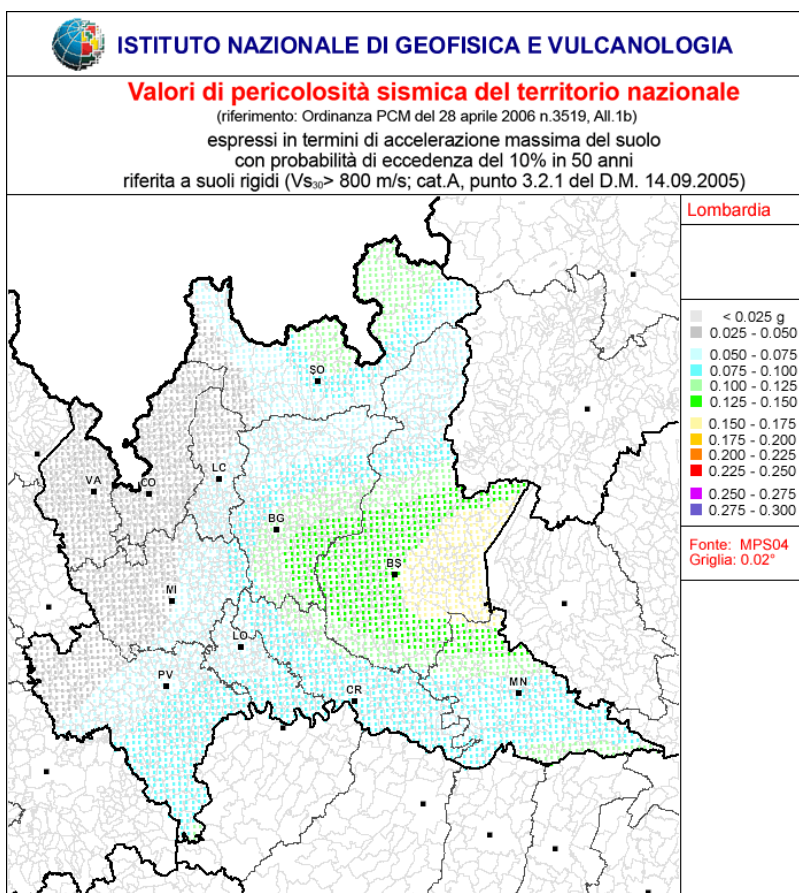 ISTITUTO NAZIONALE DI GEOFISICA E VULCANOLOGIA
Valori di pericolosità sismica del territorio nazionale
(riferimento: Ordinanza PCM del 28 aprile 2006 n.3519, All.1b)
espressi in termini di accelerazione massima del suolo
con probabilità di eccedenza del 10% in 50 anni
riferita a suoli rigidi (Vs₃₀> 800 m/s; cat.A, punto 3.2.1 del D.M. 14.09.2005)
Lombardia
< 0.025 g
0.025 - 0.050
0.050 - 0.075
0.075 - 0.100
0.100 - 0.125
0.125 - 0.150
0.150 - 0.175
0.175 - 0.200
0.200 - 0.225
0.225 - 0.250
0.250 - 0.275
0.275 - 0.300
Fonte: MPS04
Griglia: 0.02°
SO
LC
VA
CO
BG
BS
MI
LO
PV
CR
MN